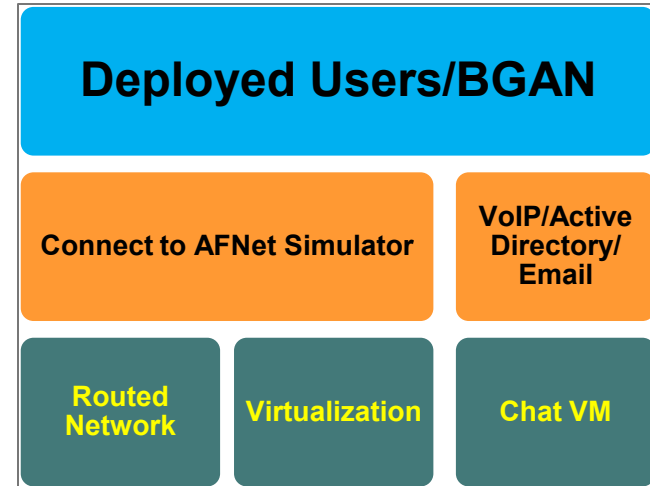 Deployed Users/BGAN
Connect to AFNet Simulator
VoIP/Active
Directory/
Email
Routed
Network
Virtualization
Chat VM